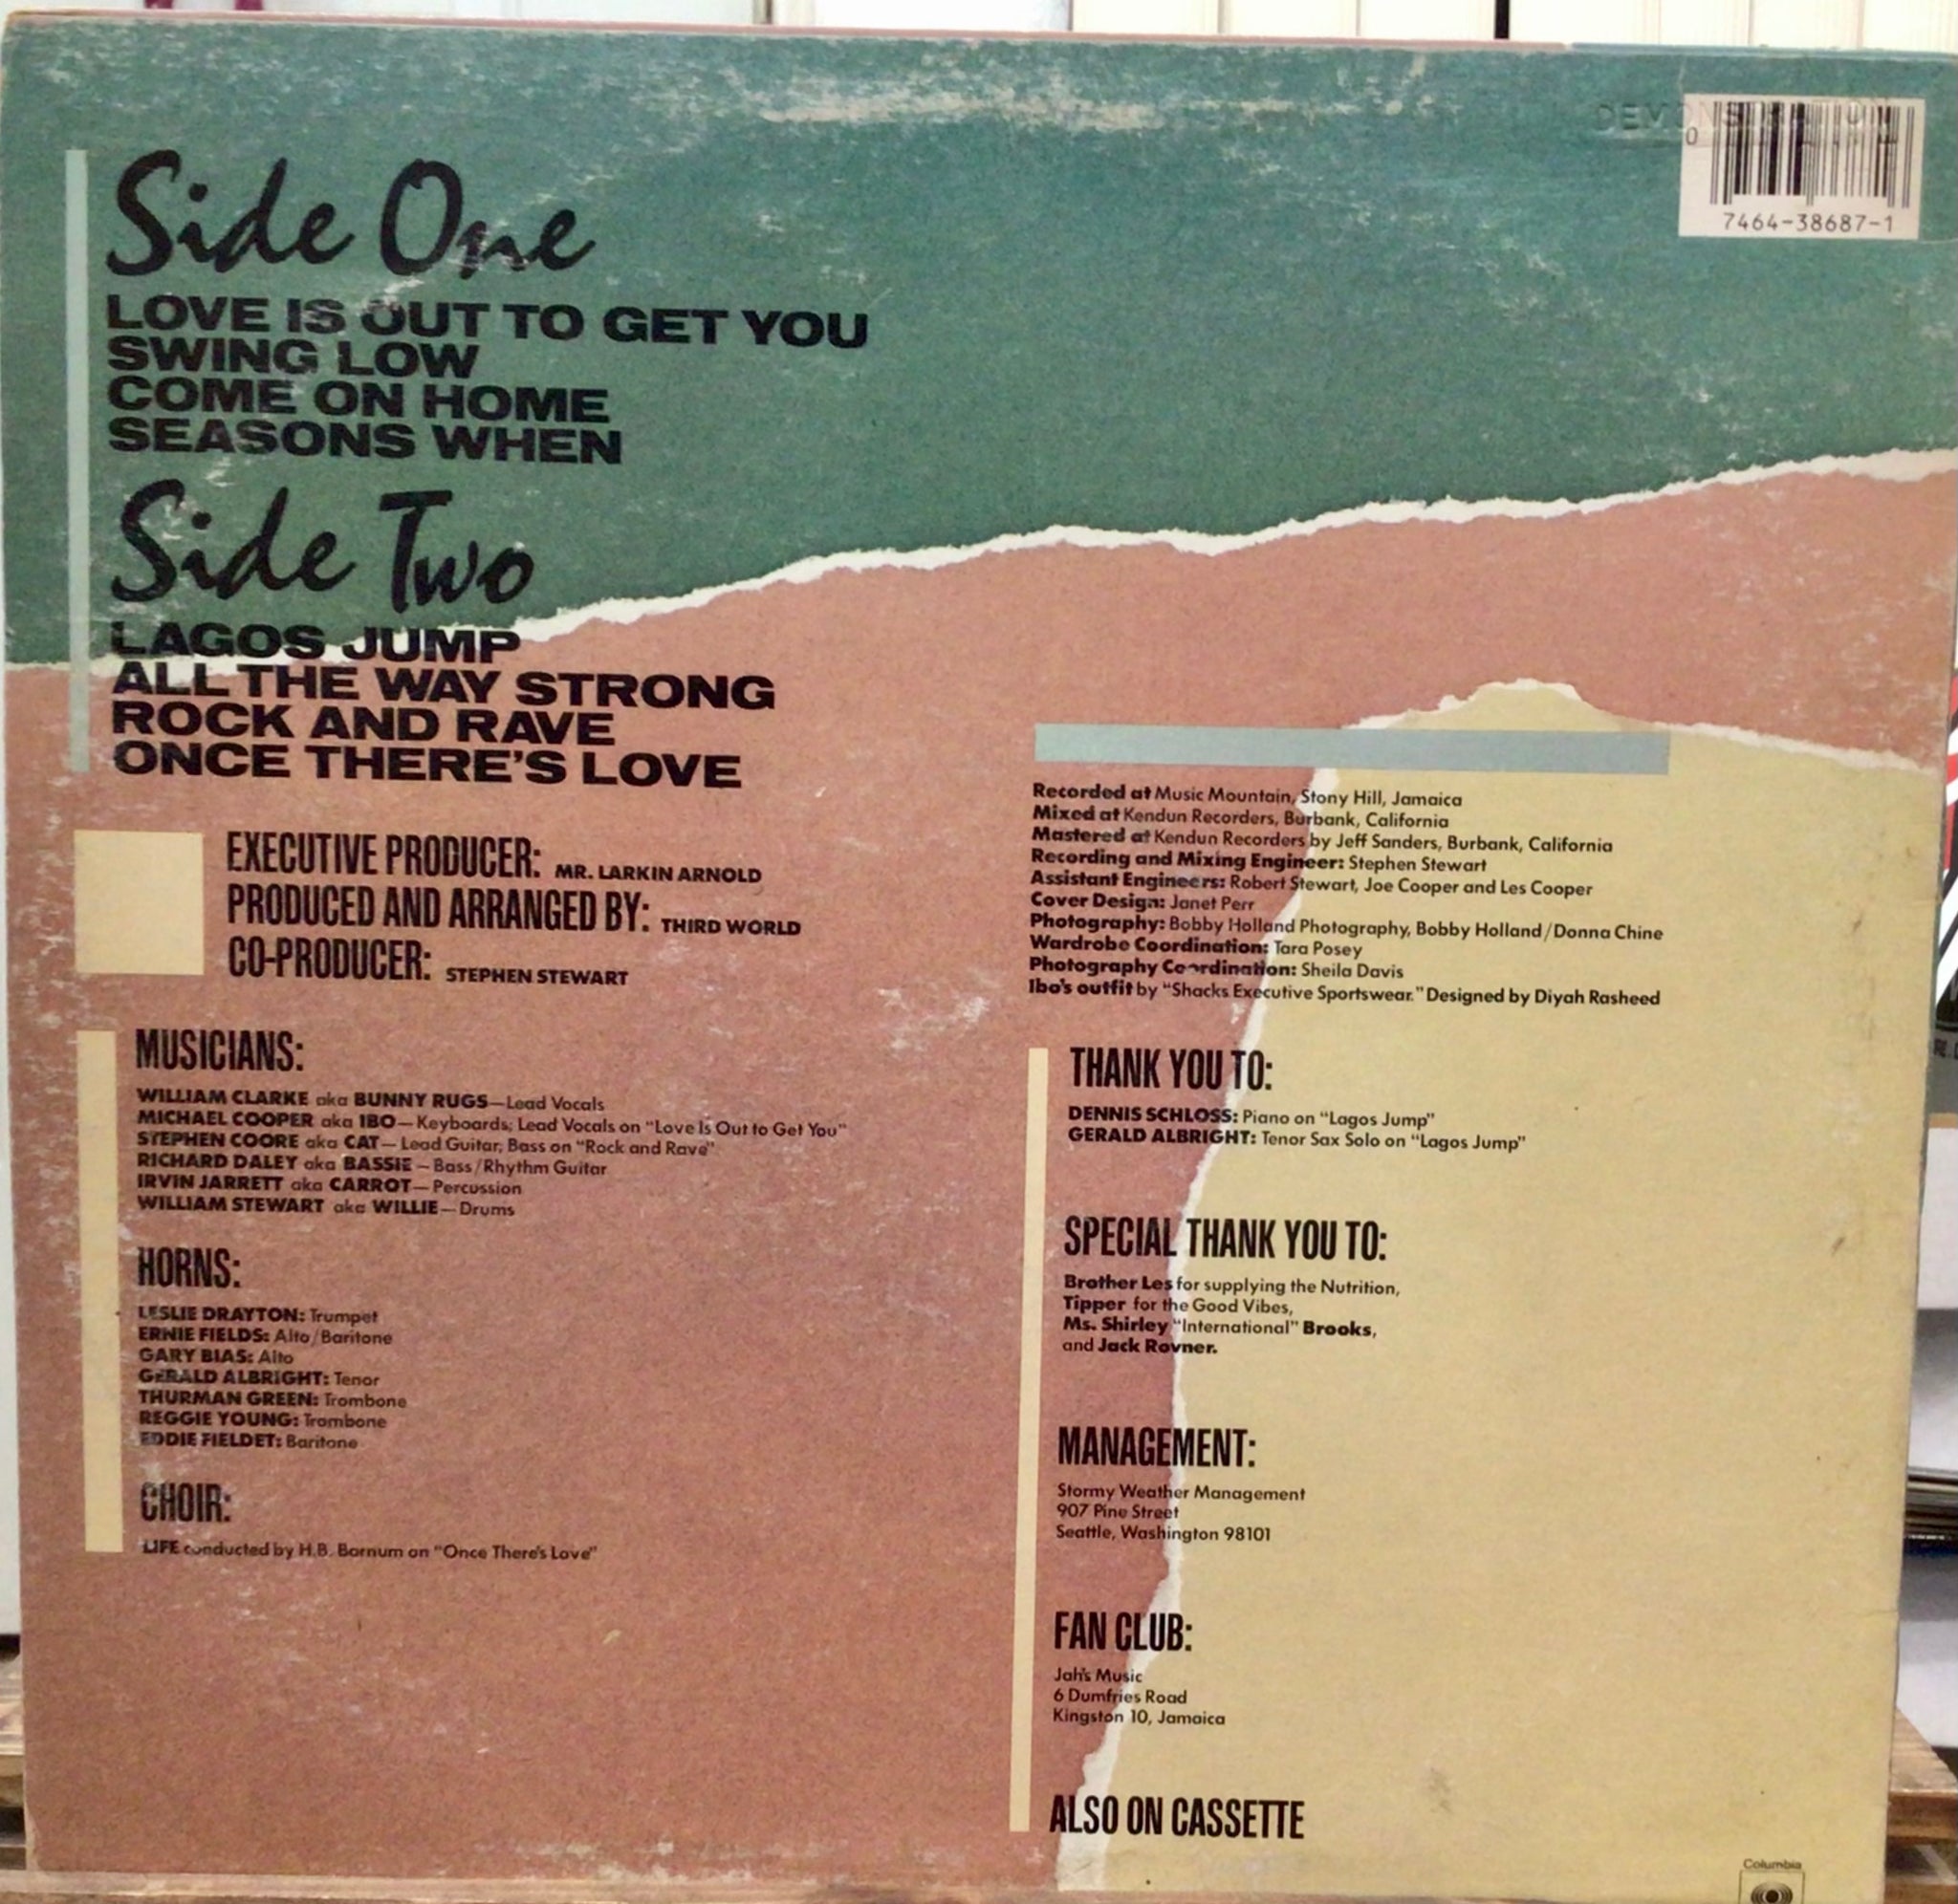 Side One
LOVE IS OUT TO GET YOU
SWING LOW
COME ON HOME
SEASONS WHEN
Side Two
LAGOS JUMP
ALL THE WAY STRONG
ROCK AND RAVE
ONCE THERE'S LOVE
EXECUTIVE PRODUCER: MR. LARKIN ARNOLD
PRODUCED AND ARRANGED BY: THIRD WORLD
CO-PRODUCER: STEPHEN STEWART
MUSICIANS:
WILLIAM CLARKE aka BUNNY RUGS—Lead Vocals
MICHAEL COOPER aka IBO—Keyboards; Lead Vocals on "Love Is Out to Get You"
STEPHEN COORE aka CAT—Lead Guitar; Bass on "Rock and Rave"
RICHARD DALEY aka BASSIE—Bass/Rhythm Guitar
IRVIN JARRETT aka CARROT—Percussion
WILLIAM STEWART aka WILLIE—Drums
HORNS:
LESLIE DRAYTON: Trumpet
ERNIE FIELDS: Alto/Baritone
GARY BIAS: Alto
GERALD ALBRIGHT: Tenor
THURMAN GREEN: Trombone
REGGIE YOUNG: Trombone
EDDIE FIELDET: Baritone
CHOIR:
LIFE conducted by H.B. Barnum on "Once There's Love"
DEMONSTRATION
0
7464-38687-1
Recorded at Music Mountain, Stony Hill, Jamaica
Mixed at Kendun Recorders, Burbank, California
Mastered at Kendun Recorders by Jeff Sanders, Burbank, California
Recording and Mixing Engineer: Stephen Stewart
Assistant Engineers: Robert Stewart, Joe Cooper and Les Cooper
Cover Design: Janet Perr
Photography: Bobby Holland Photography, Bobby Holland/Donna Chine
Wardrobe Coordination: Tara Posey
Photography Coordination: Sheila Davis
Ibo's outfit by "Shacks Executive Sportswear." Designed by Diyah Rasheed
THANK YOU TO:
DENNIS SCHLOSS: Piano on "Lagos Jump"
GERALD ALBRIGHT: Tenor Sax Solo on "Lagos Jump"
SPECIAL THANK YOU TO:
Brother Les for supplying the Nutrition,
Tipper for the Good Vibes,
Ms. Shirley "International" Brooks,
and Jack Rovner.
MANAGEMENT:
Stormy Weather Management
907 Pine Street
Seattle, Washington 98101
FAN CLUB:
Jah's Music
6 Dumfries Road
Kingston 10, Jamaica
ALSO ON CASSETTE
Columbia